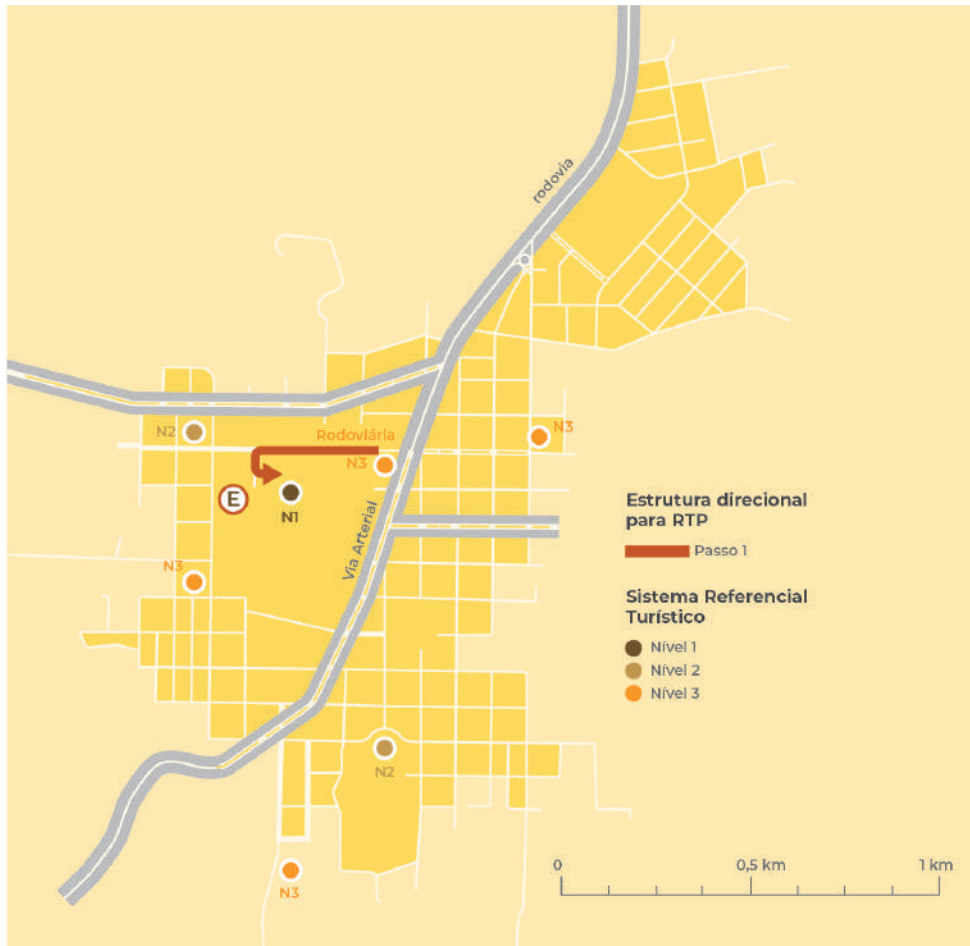 rodovia
N3
N2
Rodoviária
N3
E
N1
Via Arterial
N3
N2
N3
Estrutura direcional
para RTP
Passo 1
Sistema Referencial
Turístico
Nível 1
Nível 2
Nível 3
0
0,5 km
1 km